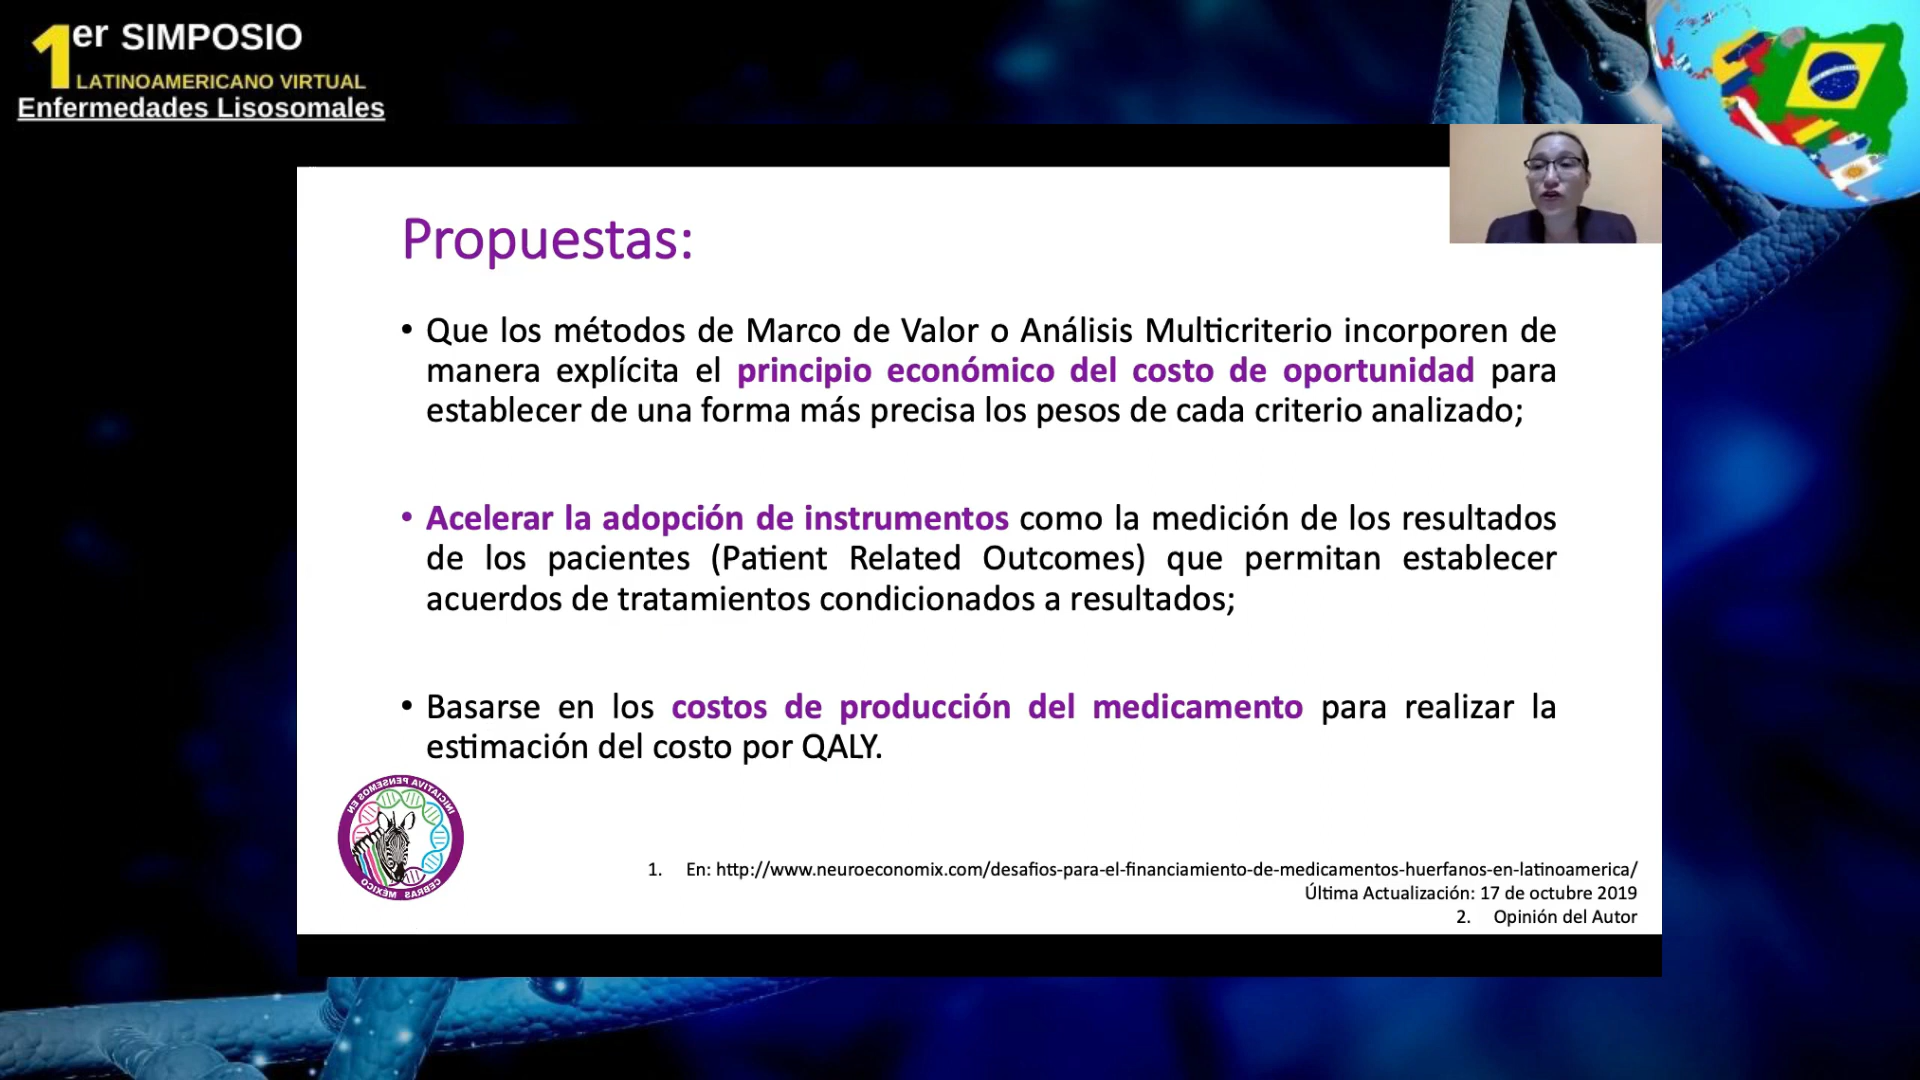 1er SIMPOSIO
LATINOAMERICANO VIRTUAL
Enfermedades Lisosomales
Propuestas:
• Que los métodos de Marco de Valor o Análisis Multicriterio incorporen de
manera explícita el principio económico del costo de oportunidad para
establecer de una forma más precisa los pesos de cada criterio analizado;
• Acelerar la adopción de instrumentos como la medición de los resultados
de los pacientes (Patient Related Outcomes) que permitan establecer
acuerdos de tratamientos condicionados a resultados;
• Basarse en los costos de producción del medicamento para realizar la
estimación del costo por QALY.
INICIATIVA PENSEMOS EN
CEBRAS MÉXICO
1. En: http://www.neuroeconomix.com/desafios-para-el-financiamiento-de-medicamentos-huerfanos-en-latinoamerica/
Última Actualización: 17 de octubre 2019
2. Opinión del Autor